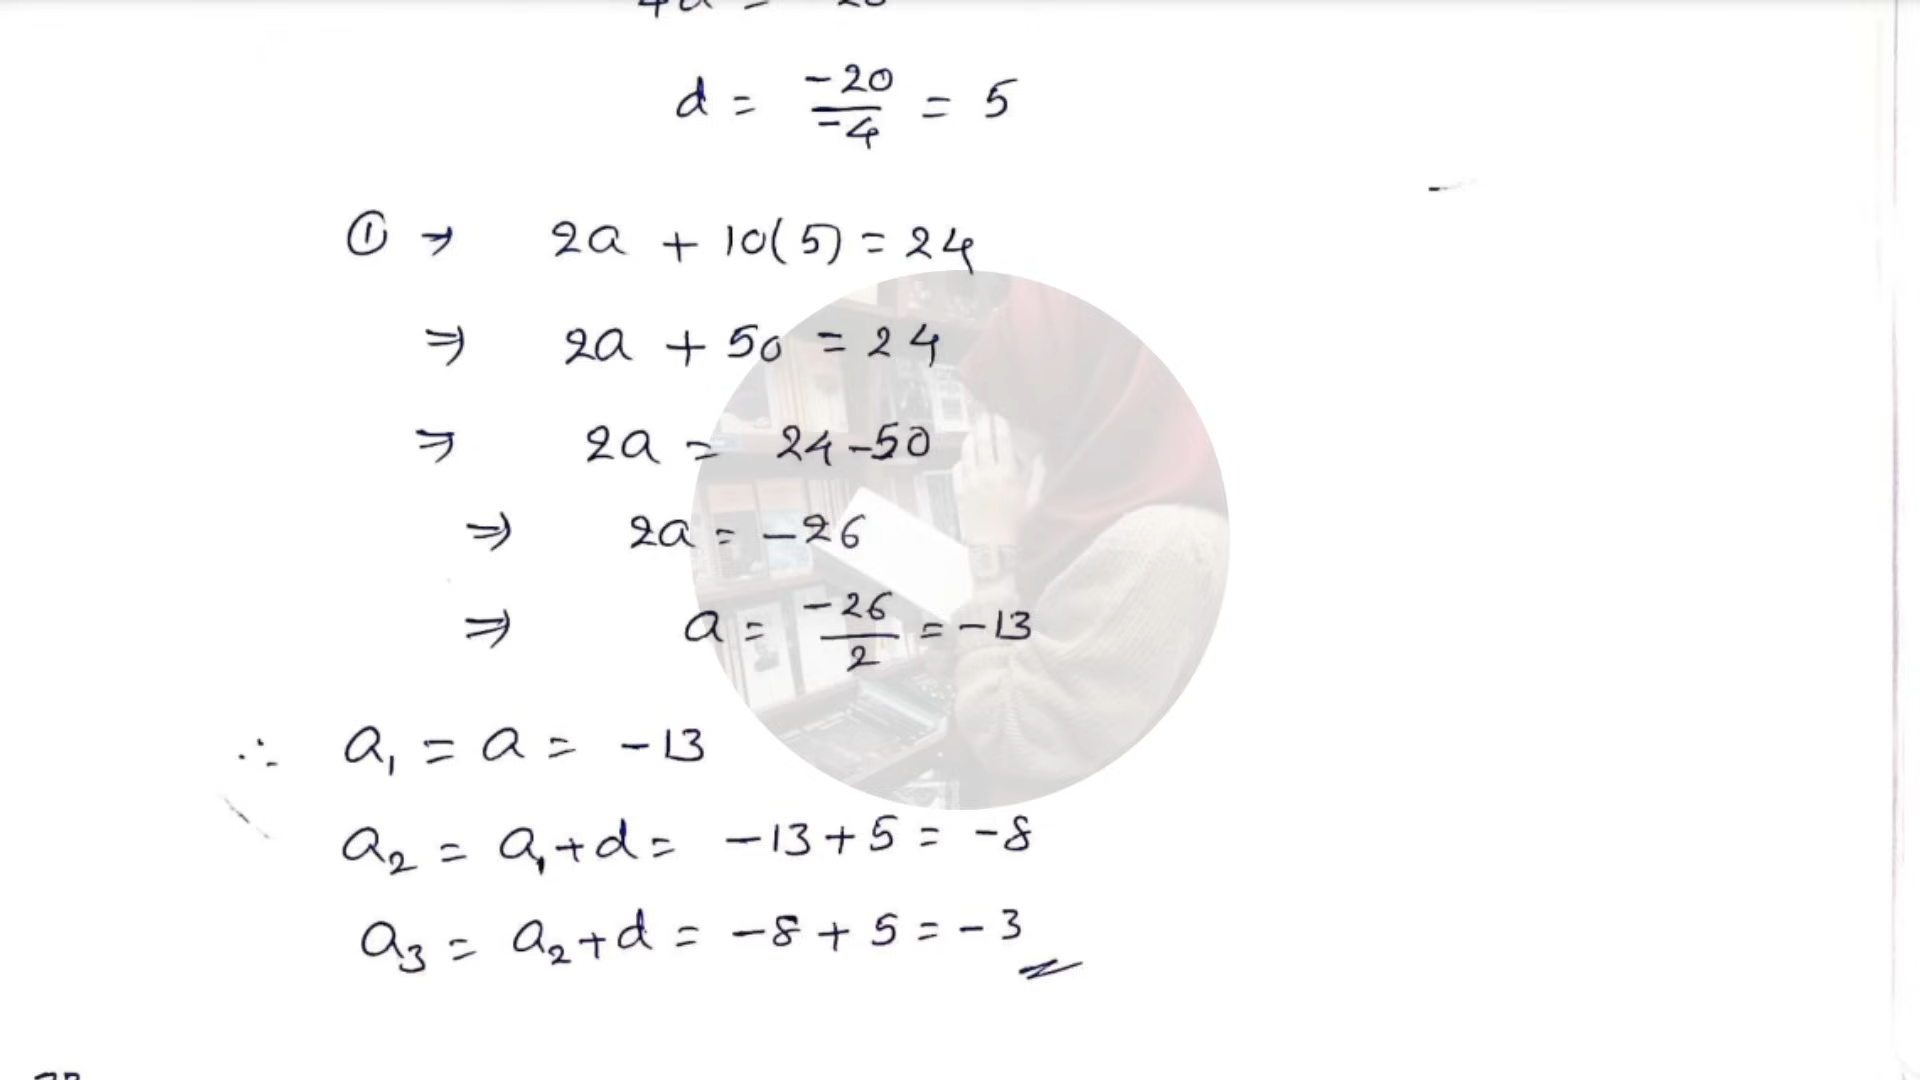 d = -20/-4 = 5
① → 2a + 10(5) = 24
⇒ 2a + 50 = 24
⇒ 2a = 24-50
⇒ 2a = -26
⇒ a = -26/2 = -13
∴ a₁ = a = -13
a₂ = a₁+d = -13+5 = -8
a₃ = a₂+d = -8+5 = -3